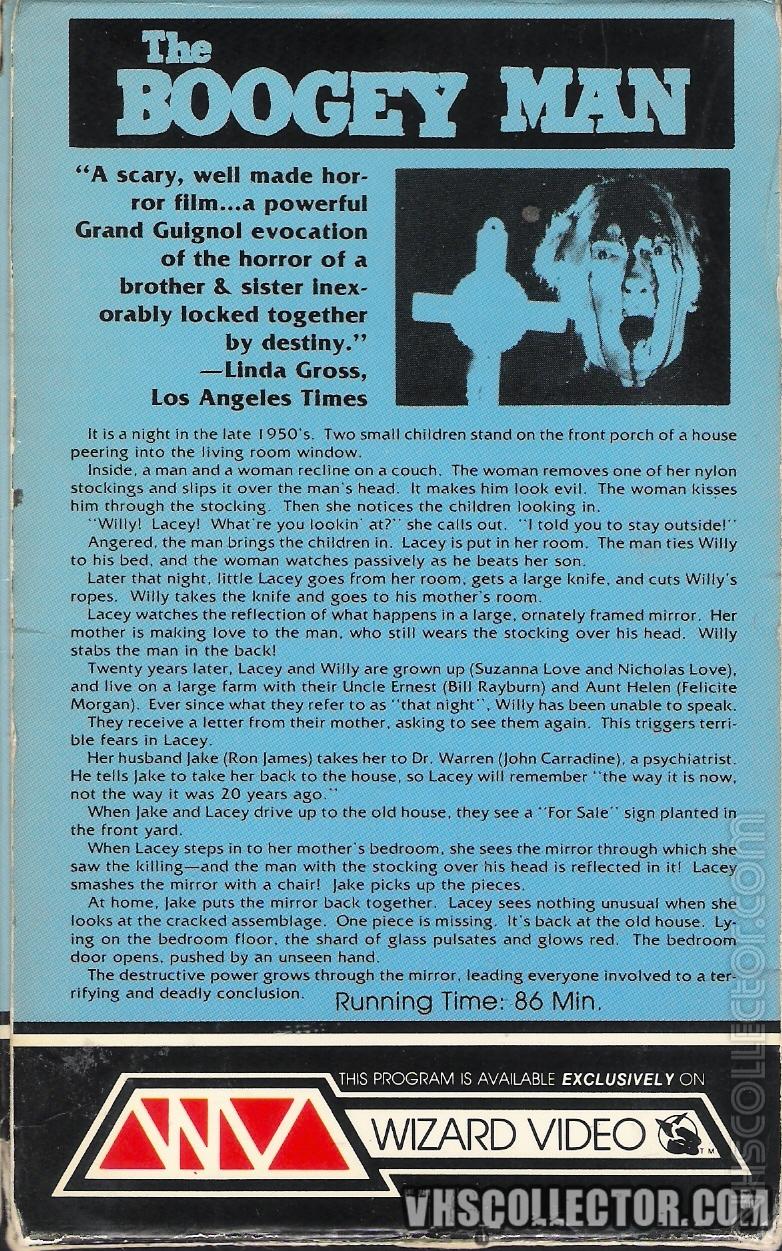 The
BOOGEY MAN
"A scary, well made hor-
ror film...a powerful
Grand Guignol evocation
of the horror of a
brother & sister inex-
orably locked together
by destiny."
—Linda Gross,
Los Angeles Times
It is a night in the late 1950's. Two small children stand on the front porch of a house
peering into the living room window.
Inside, a man and a woman recline on a couch. The woman removes one of her nylon
stockings and slips it over the man's head. It makes him look evil. The woman kisses
him through the stocking. Then she notices the children looking in.
"Willy! Lacey! What're you lookin' at?" she calls out. "I told you to stay outside!"
Angered, the man brings the children in. Lacey is put in her room. The man ties Willy
to his bed, and the woman watches passively as he beats her son.
Later that night, little Lacey goes from her room, gets a large knife, and cuts Willy's
ropes. Willy takes the knife and goes to his mother's room.
Lacey watches the reflection of what happens in a large, ornately framed mirror. Her
mother is making love to the man, who still wears the stocking over his head. Willy
stabs the man in the back!
Twenty years later, Lacey and Willy are grown up (Suzanna Love and Nicholas Love),
and live on a large farm with their Uncle Ernest (Bill Rayburn) and Aunt Helen (Felicite
Morgan). Ever since what they refer to as "that night", Willy has been unable to speak.
They receive a letter from their mother, asking to see them again. This triggers terri-
ble fears in Lacey.
Her husband Jake (Ron James) takes her to Dr. Warren (John Carradine), a psychiatrist.
He tells Jake to take her back to the house, so Lacey will remember "the way it is now,
not the way it was 20 years ago."
When Jake and Lacey drive up to the old house, they see a "For Sale" sign planted in
the front yard.
When Lacey steps in to her mother's bedroom, she sees the mirror through which she
saw the killing—and the man with the stocking over his head is reflected in it! Lacey
smashes the mirror with a chair! Jake picks up the pieces.
At home, Jake puts the mirror back together. Lacey sees nothing unusual when she
looks at the cracked assemblage. One piece is missing. It's back at the old house. Ly-
ing on the bedroom floor, the shard of glass pulsates and glows red. The bedroom
door opens, pushed by an unseen hand.
The destructive power grows through the mirror, leading everyone involved to a ter-
rifying and deadly conclusion.
Running Time: 86 Min.
THIS PROGRAM IS AVAILABLE EXCLUSIVELY ON
WV
WIZARD VIDEO
TM
VHSCOLLECTOR.COM
VHSCOLLECTOR.com